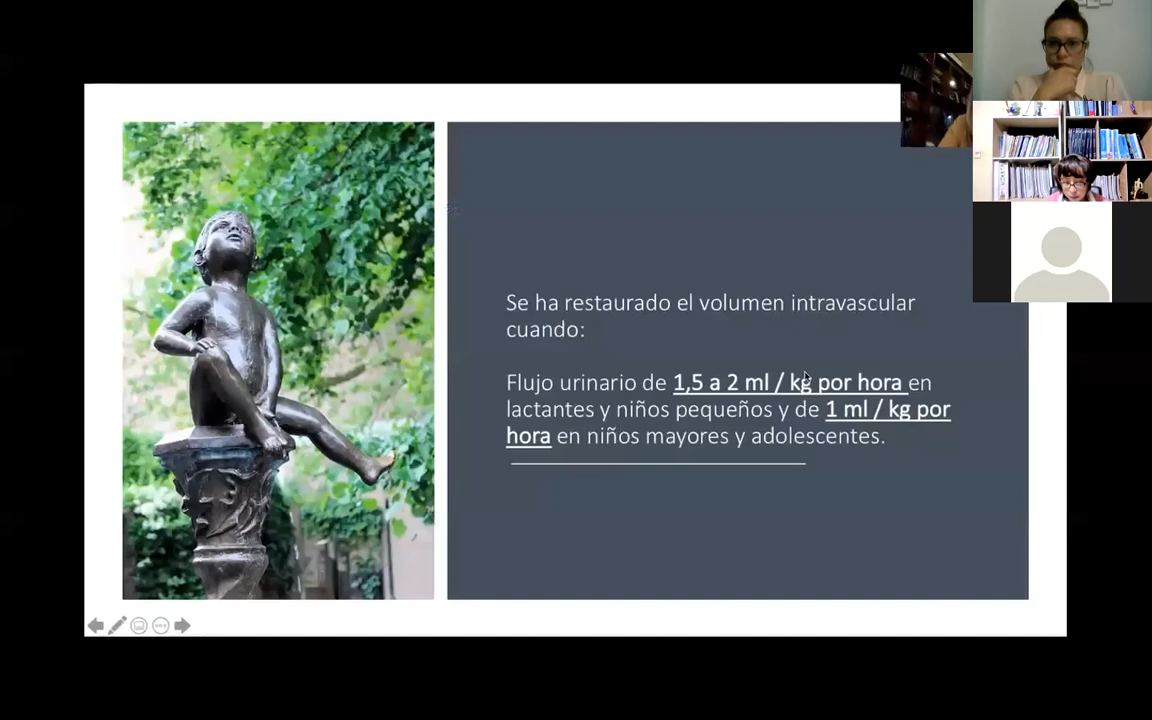 Se ha restaurado el volumen intravascular
cuando:
Flujo urinario de 1,5 a 2 ml / kg por hora en
lactantes y niños pequeños y de 1 ml / kg por
hora en niños mayores y adolescentes.